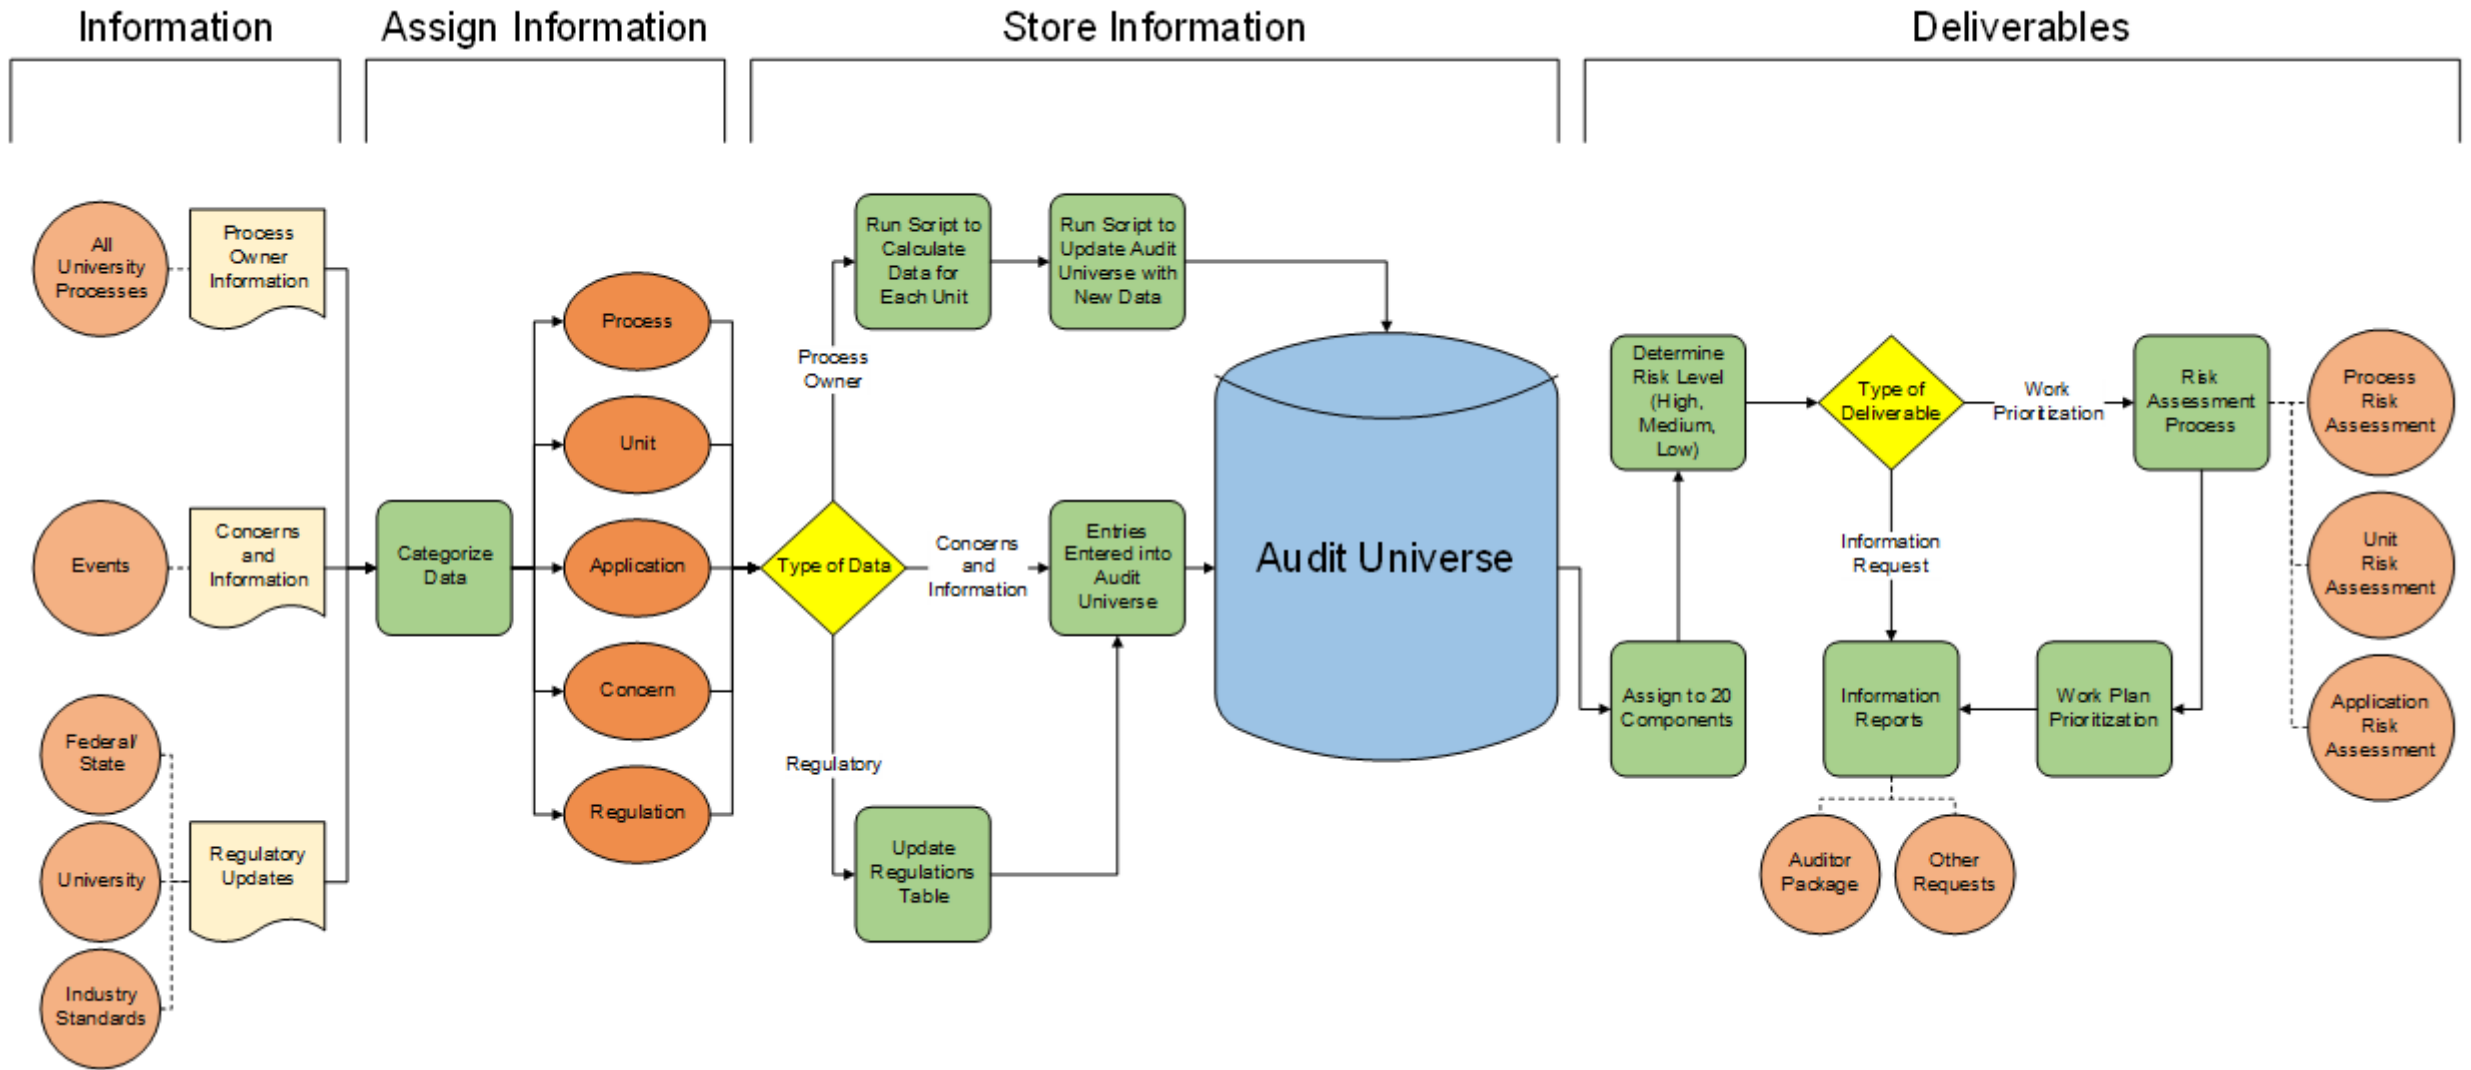 Information
Assign Information
Store Information
Deliverables
All
University
Processes
Process
Owner
Information
Events
Concerns
and
Information
Federal/
State
University
Industry
Standards
Regulatory
Updates
Categorize
Data
Process
Unit
Application
Concern
Regulation
Type of Data
Process
Owner
Concerns
and
Information
Regulatory
Run Script to
Calculate
Data for
Each Unit
Run Script to
Update Audit
Universe with
New Data
Entries
Entered into
Audit
Universe
Update
Regulations
Table
Audit Universe
Assign to 20
Components
Determine
Risk Level
(High,
Medium,
Low)
Type of
Deliverable
Work
Prioritization
Information
Request
Risk
Assessment
Process
Work Plan
Prioritization
Information
Reports
Auditor
Package
Other
Requests
Process
Risk
Assessment
Unit
Risk
Assessment
Application
Risk
Assessment